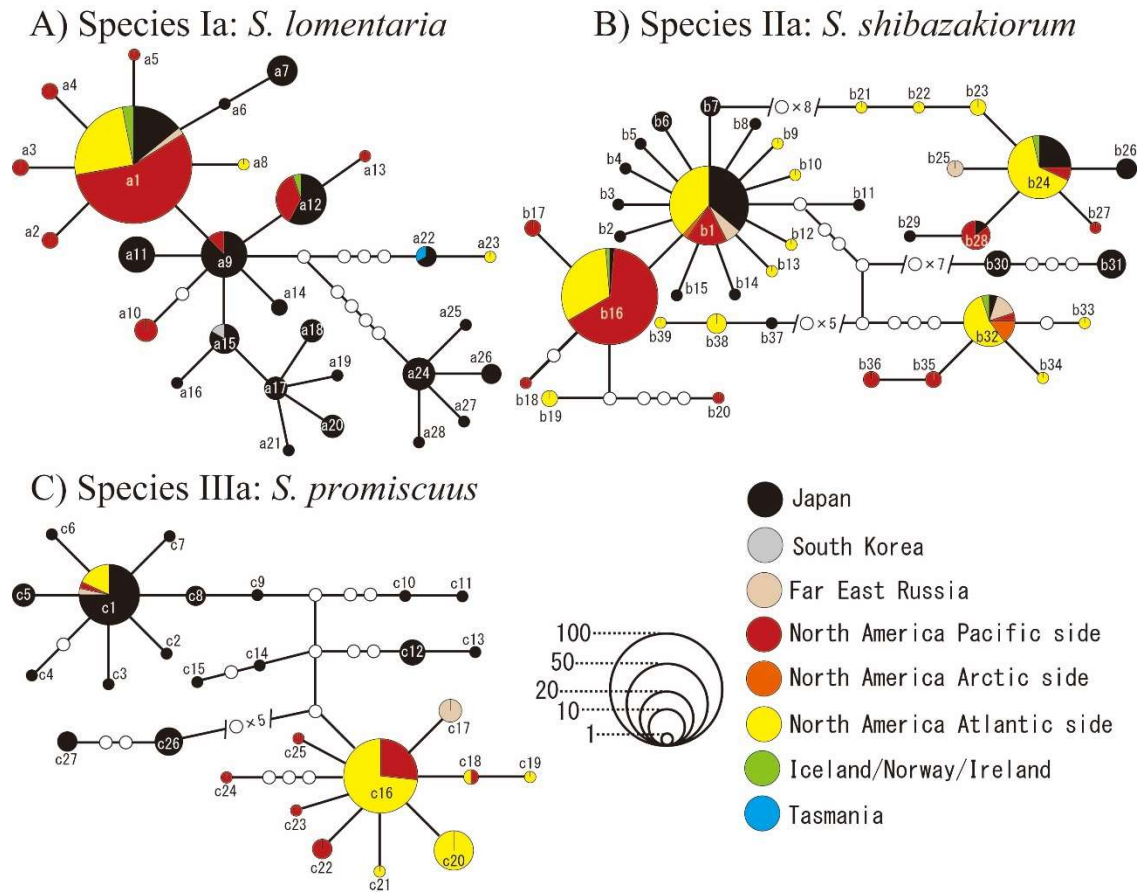 A) Species Ia: S. lomentaria
a5
a4
a7
a6
a3
a8
a1
a13
a12
a2
a11
a9
a22
a23
a14
a10
a25
a15
a18
a26
a19
a24
a16
a17
a27
a20
a28
a21
B) Species IIa: S. shibazakiorum
b7
×8
b21
b22
b23
b6
b8
b5
b9
b26
b4
b10
b25
b24
b3
b11
b17
b2
b1
b12
b29
b27
b28
b13
×7
b30
b31
b15
b14
b16
b33
b39
b38
b37
×5
b32
b36
b35
b34
b18
b19
b20
C) Species IIIa: S. promiscuus
c6
c7
c5
c1
c8
c9
c10
c11
c2
c15
c14
c12
c13
c4
c3
×5
c17
c27
c26
c25
c18
c19
c16
c24
c23
c20
c22
c21
100
50
20
10
1
Japan
South Korea
Far East Russia
North America Pacific side
North America Arctic side
North America Atlantic side
Iceland/Norway/Ireland
Tasmania